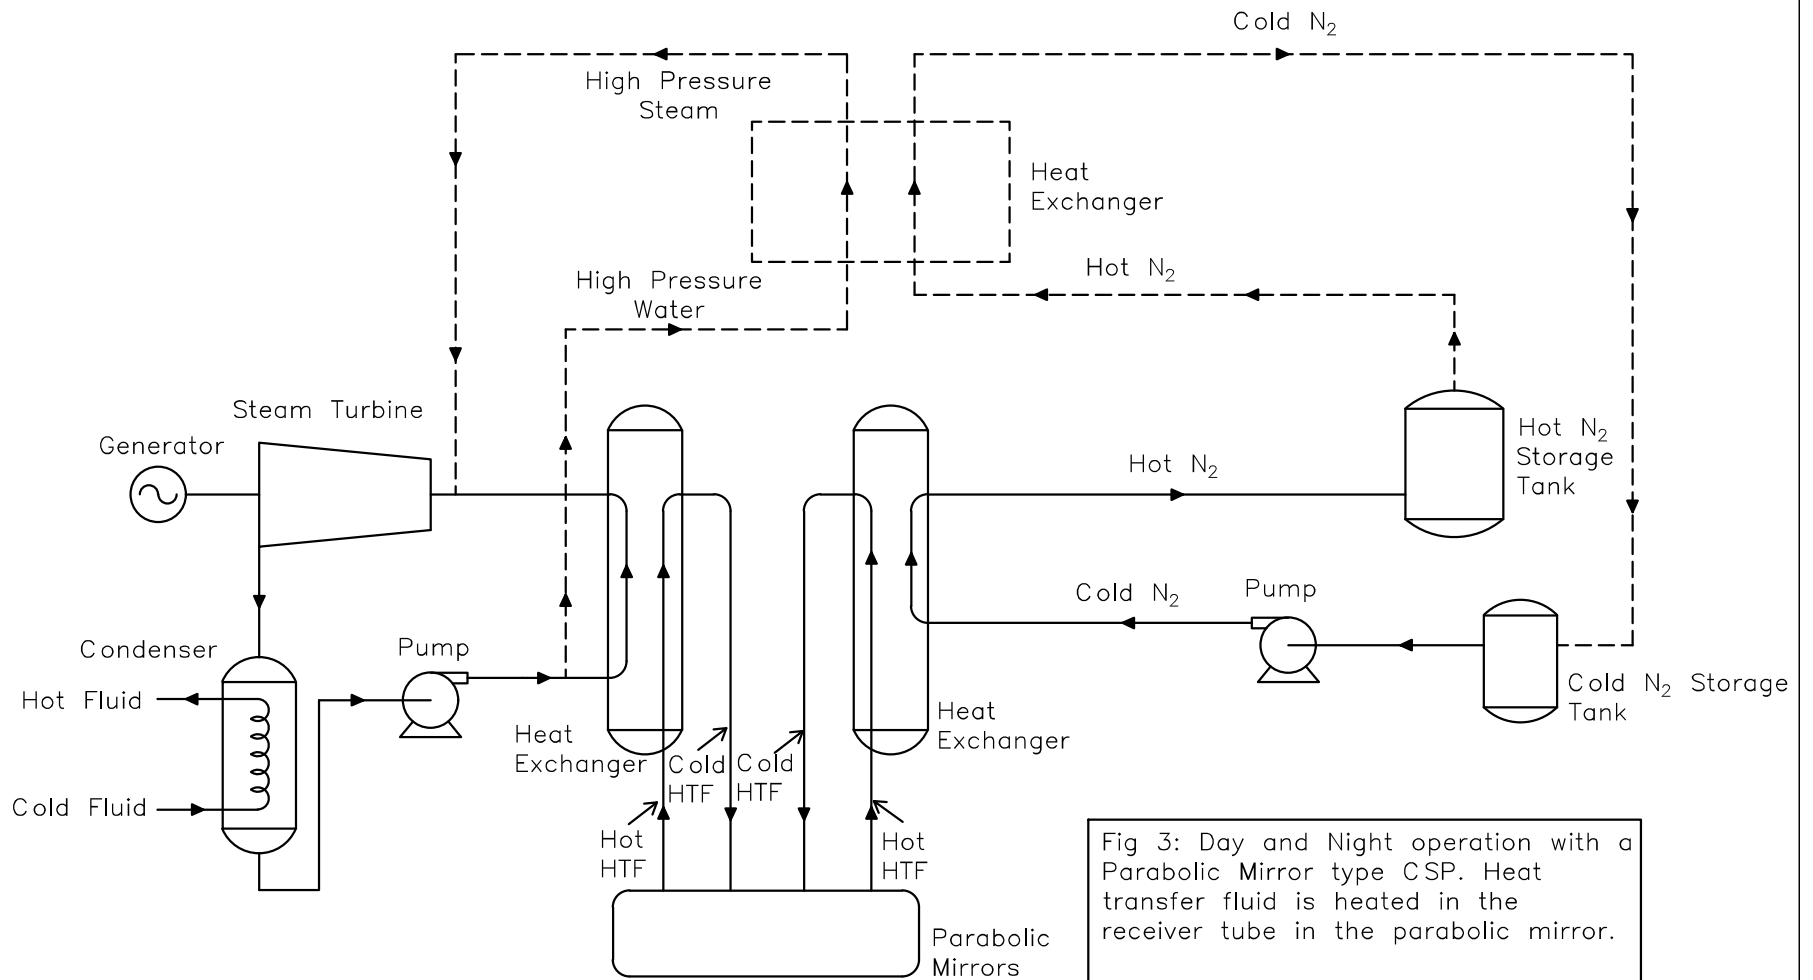 Cold N₂
High Pressure
Steam
Heat
Exchanger
Hot N₂
High Pressure
Water
Steam Turbine
Generator
Hot N₂
Hot N₂
Storage
Tank
Cold N₂
Pump
Condenser
Pump
Hot Fluid
Cold N₂ Storage
Tank
Heat
Exchanger
Cold
HTF
Cold
HTF
Heat
Exchanger
Cold Fluid
Hot
HTF
Hot
HTF
Fig 3: Day and Night operation with a
Parabolic Mirror type CSP. Heat
transfer fluid is heated in the
receiver tube in the parabolic mirror.
Parabolic
Mirrors